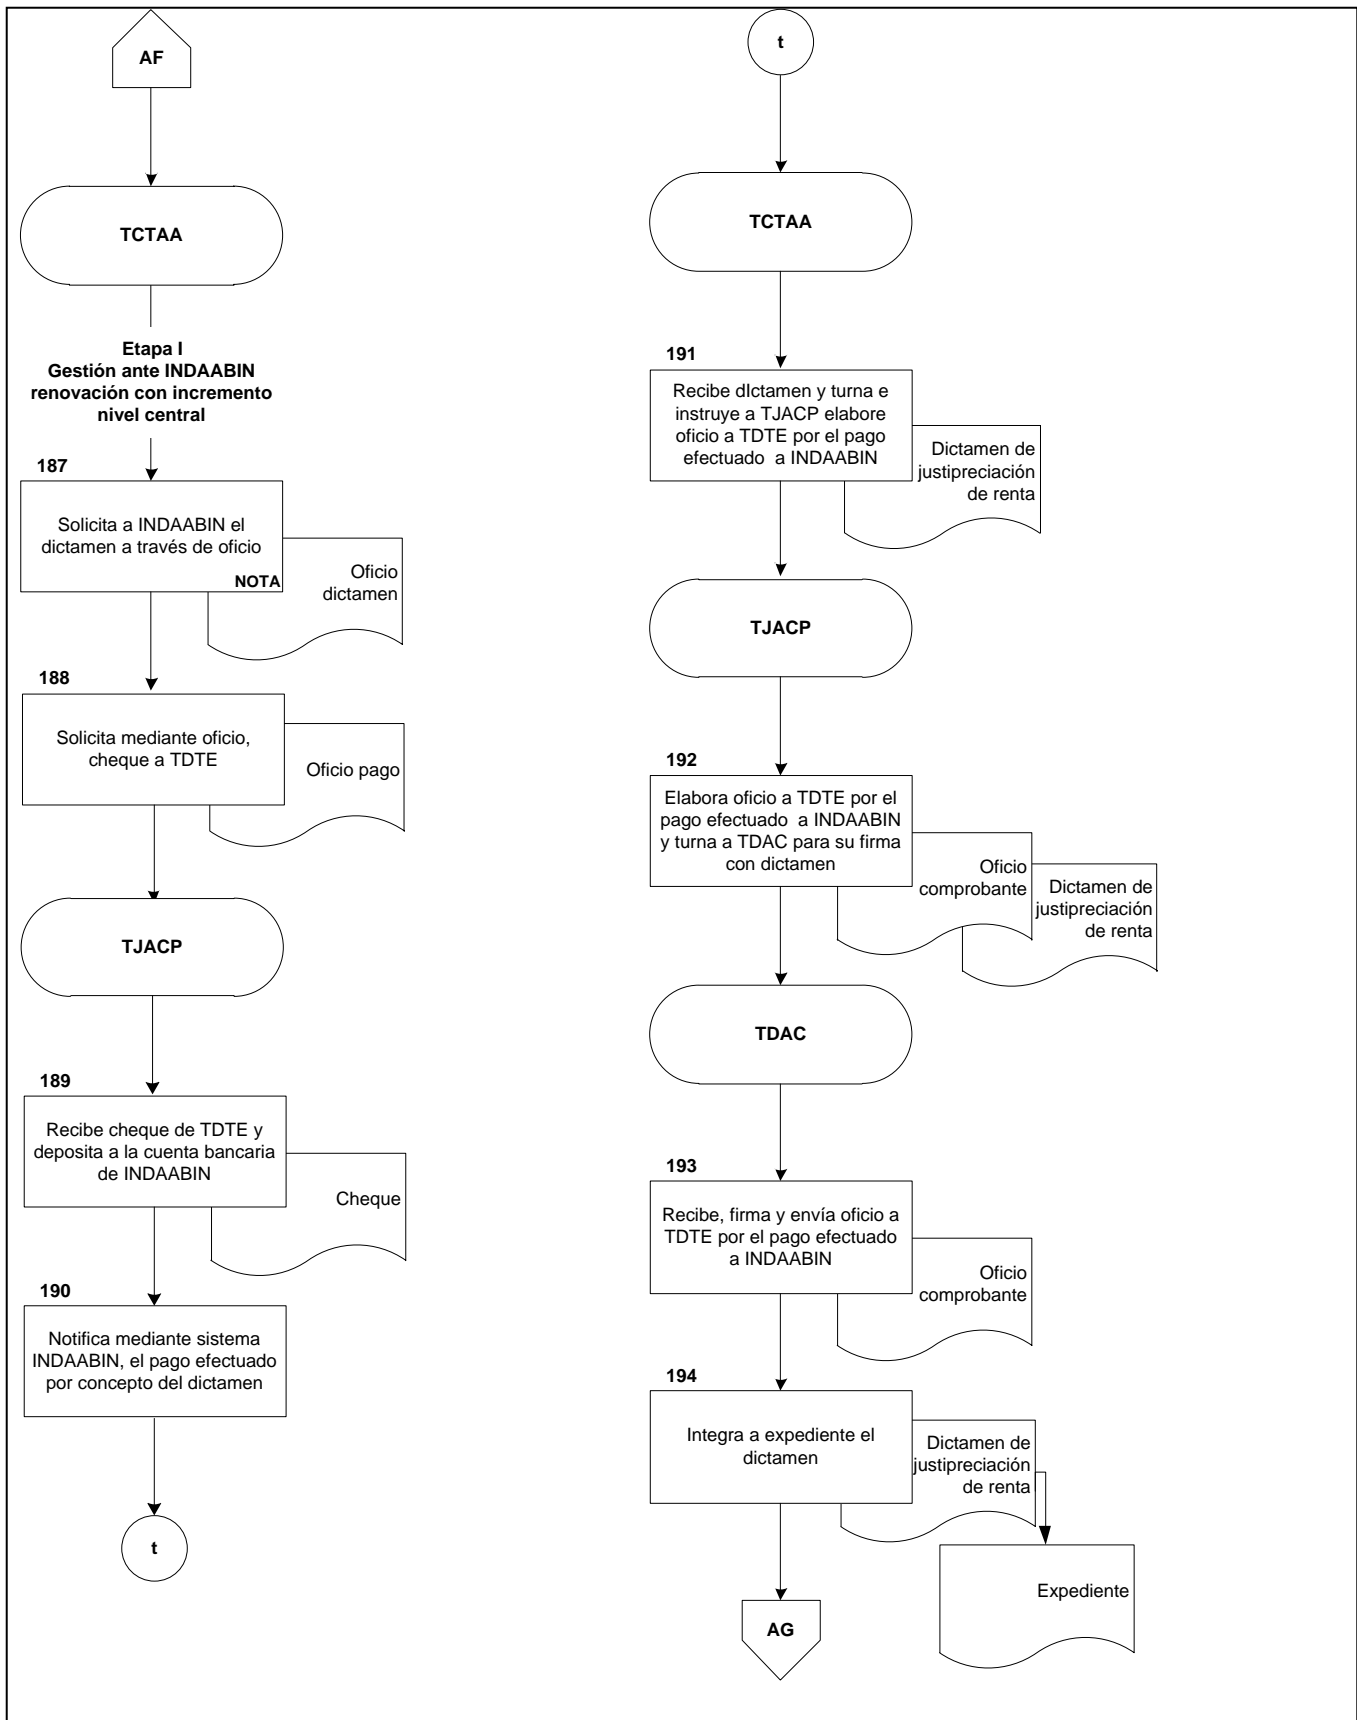 AF
TCTAA
Etapa I
Gestión ante INDAABIN
renovación con incremento
nivel central
187
Solicita a INDAABIN el
dictamen a través de oficio
NOTA
Oficio
dictamen
188
Solicita mediante oficio,
cheque a TDTE
Oficio pago
TJACP
189
Recibe cheque de TDTE y
deposita a la cuenta bancaria
de INDAABIN
Cheque
190
Notifica mediante sistema
INDAABIN, el pago efectuado
por concepto del dictamen
t
t
TCTAA
191
Recibe dIctamen y turna e
instruye a TJACP elabore
oficio a TDTE por el pago
efectuado a INDAABIN
Dictamen de
justipreciación
de renta
TJACP
192
Elabora oficio a TDTE por el
pago efectuado a INDAABIN
y turna a TDAC para su firma
con dictamen
Oficio
comprobante
Dictamen de
justipreciación
de renta
TDAC
193
Recibe, firma y envía oficio a
TDTE por el pago efectuado
a INDAABIN
Oficio
comprobante
194
Integra a expediente el
dictamen
Dictamen de
justipreciación
de renta
Expediente
AG